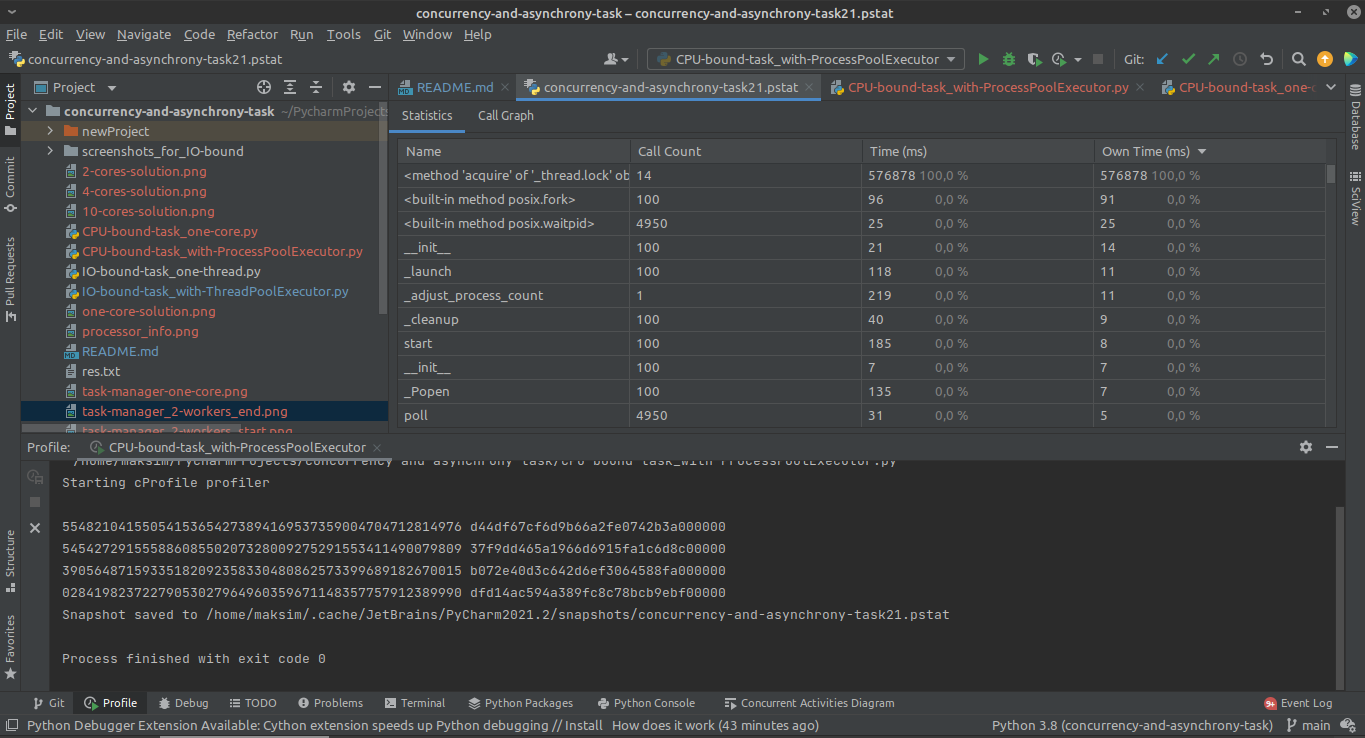 concurrency-and-asynchrony-task – concurrency-and-asynchrony-task21.pstat
File Edit View Navigate Code Refactor Run Tools Git Window Help
concurrency-and-asynchrony-task21.pstat CPU-bound-task_with-ProcessPoolExecutor Git:
Project README.md concurrency-and-asynchrony-task21.pstat CPU-bound-task_with-ProcessPoolExecutor.py CPU-bound-task_one-
concurrency-and-asynchrony-task ~/PycharmProjects
newProject
screenshots_for_IO-bound
2-cores-solution.png
4-cores-solution.png
10-cores-solution.png
CPU-bound-task_one-core.py
CPU-bound-task_with-ProcessPoolExecutor.py
IO-bound-task_one-thread.py
IO-bound-task_with-ThreadPoolExecutor.py
one-core-solution.png
processor_info.png
README.md
res.txt
task-manager-one-core.png
task-manager_2-workers_end.png
task-manager_2-workers_start.png
Statistics Call Graph
Name Call Count Time (ms) Own Time (ms)
<method 'acquire' of '_thread.lock' ob 14 576878 100,0 % 576878 100,0 %
<built-in method posix.fork> 100 96 0,0 % 91 0,0 %
<built-in method posix.waitpid> 4950 25 0,0 % 25 0,0 %
__init__ 100 21 0,0 % 14 0,0 %
_launch 100 118 0,0 % 11 0,0 %
_adjust_process_count 1 219 0,0 % 11 0,0 %
_cleanup 100 40 0,0 % 9 0,0 %
start 100 185 0,0 % 8 0,0 %
__init__ 100 7 0,0 % 7 0,0 %
_Popen 100 135 0,0 % 7 0,0 %
poll 4950 31 0,0 % 5 0,0 %
Project
Commit
Pull Requests
Structure
Favorites
Database
SciView
Profile: CPU-bound-task_with-ProcessPoolExecutor
/home/maksim/PycharmProjects/concurrency-and-asynchrony-task/CPU-bound-task_with-ProcessPoolExecutor.py
Starting cProfile profiler
55482104155054153654273894169537359004704712814976 d44df67cf6d9b66a2fe0742b3a000000
54542729155588608550207328009275291553411490079809 37f9dd465a1966d6915fa1c6d8c00000
39056487159335182092358330480862573399689182670015 b072e40d3c642d6ef3064588fa000000
02841982372279053027964960359671148357757912389990 dfd14ac594a389fc8c78bcb9ebf00000
Snapshot saved to /home/maksim/.cache/JetBrains/PyCharm2021.2/snapshots/concurrency-and-asynchrony-task21.pstat
Process finished with exit code 0
Git Profile Debug TODO Problems Terminal Python Packages Python Console Concurrent Activities Diagram 9+ Event Log
Python Debugger Extension Available: Cython extension speeds up Python debugging // Install How does it work (43 minutes ago) Python 3.8 (concurrency-and-asynchrony-task) main